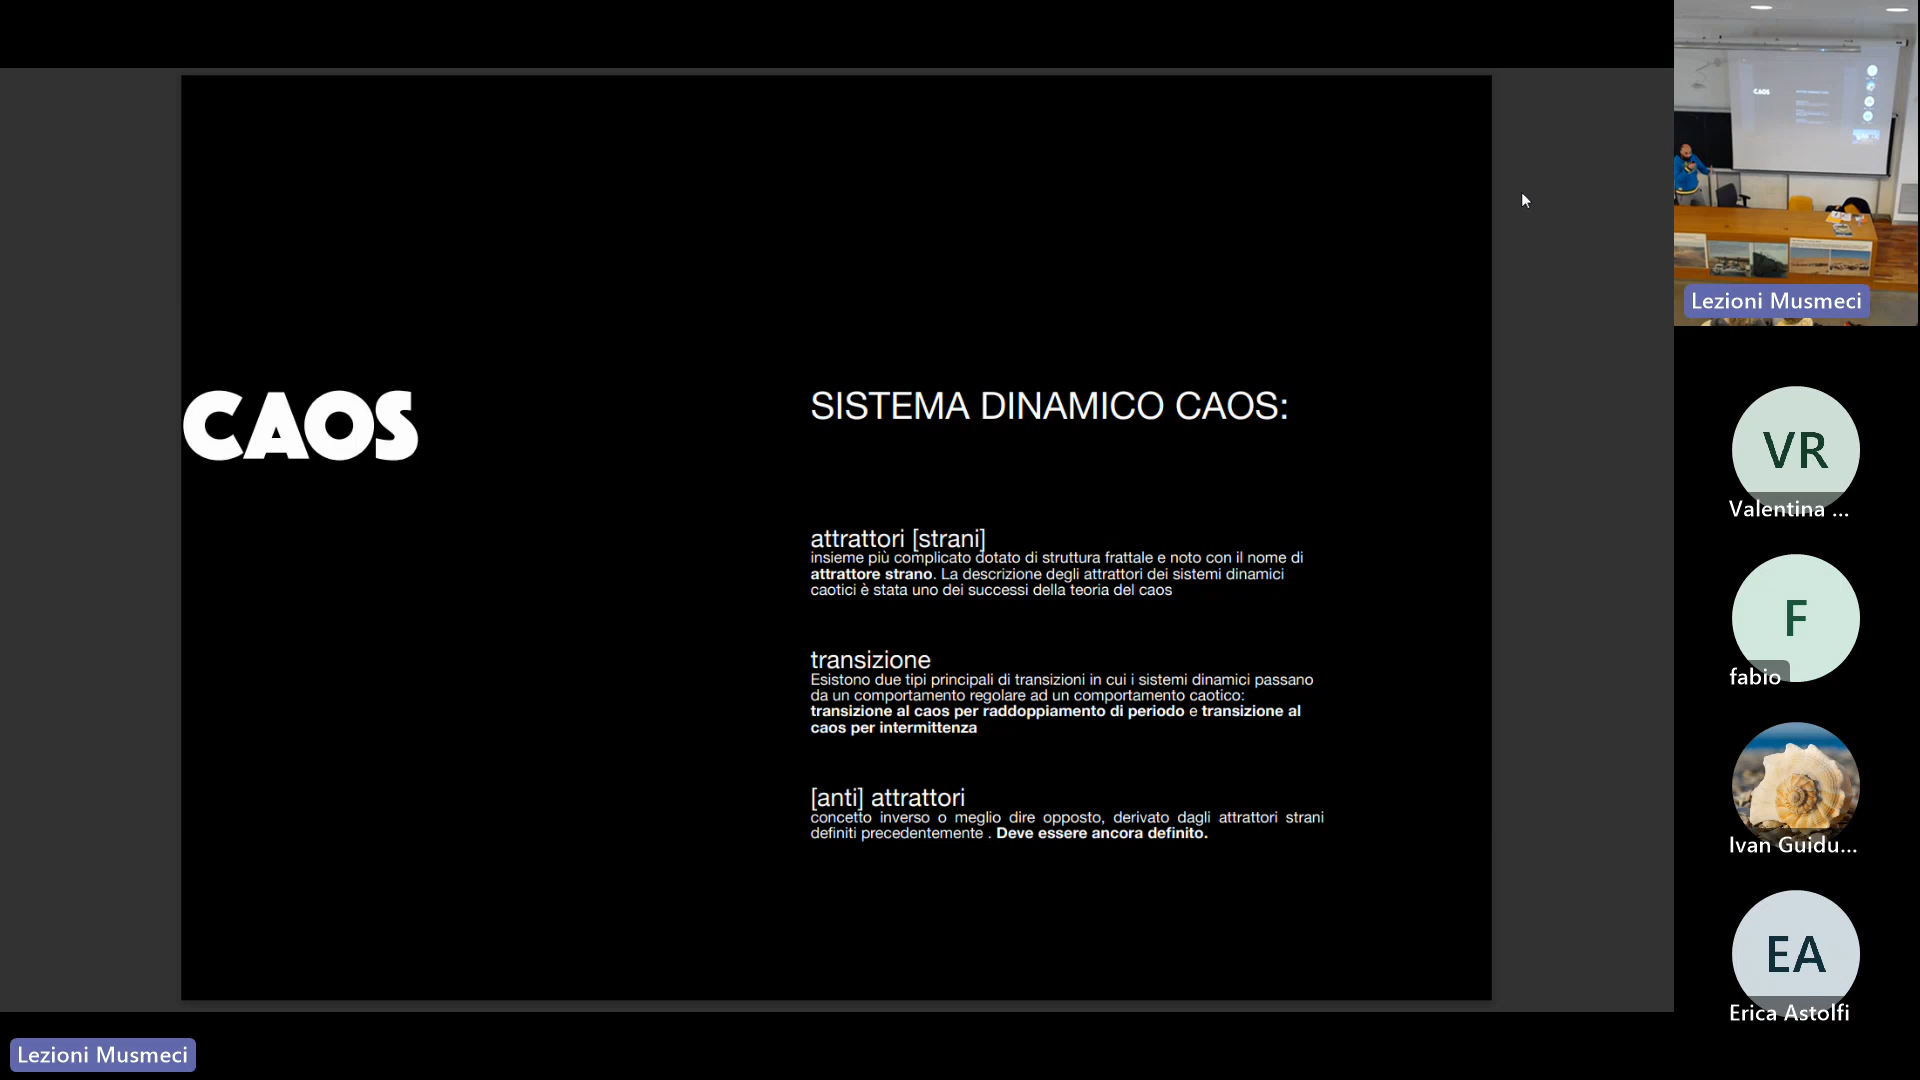 CAOS
SISTEMA DINAMICO CAOS:
attrattori [strani]
insieme più complicato dotato di struttura frattale e noto con il nome di
attrattore strano. La descrizione degli attrattori dei sistemi dinamici
caotici è stata uno dei successi della teoria del caos
transizione
Esistono due tipi principali di transizioni in cui i sistemi dinamici passano
da un comportamento regolare ad un comportamento caotico:
transizione al caos per raddoppiamento di periodo e transizione al
caos per intermittenza
[anti] attrattori
concetto inverso o meglio dire opposto, derivato dagli attrattori strani
definiti precedentemente . Deve essere ancora definito.
CAOS
Lezioni Musmeci
VR
Valentina ...
F
fabio
Ivan Guidu...
EA
Erica Astolfi
Lezioni Musmeci